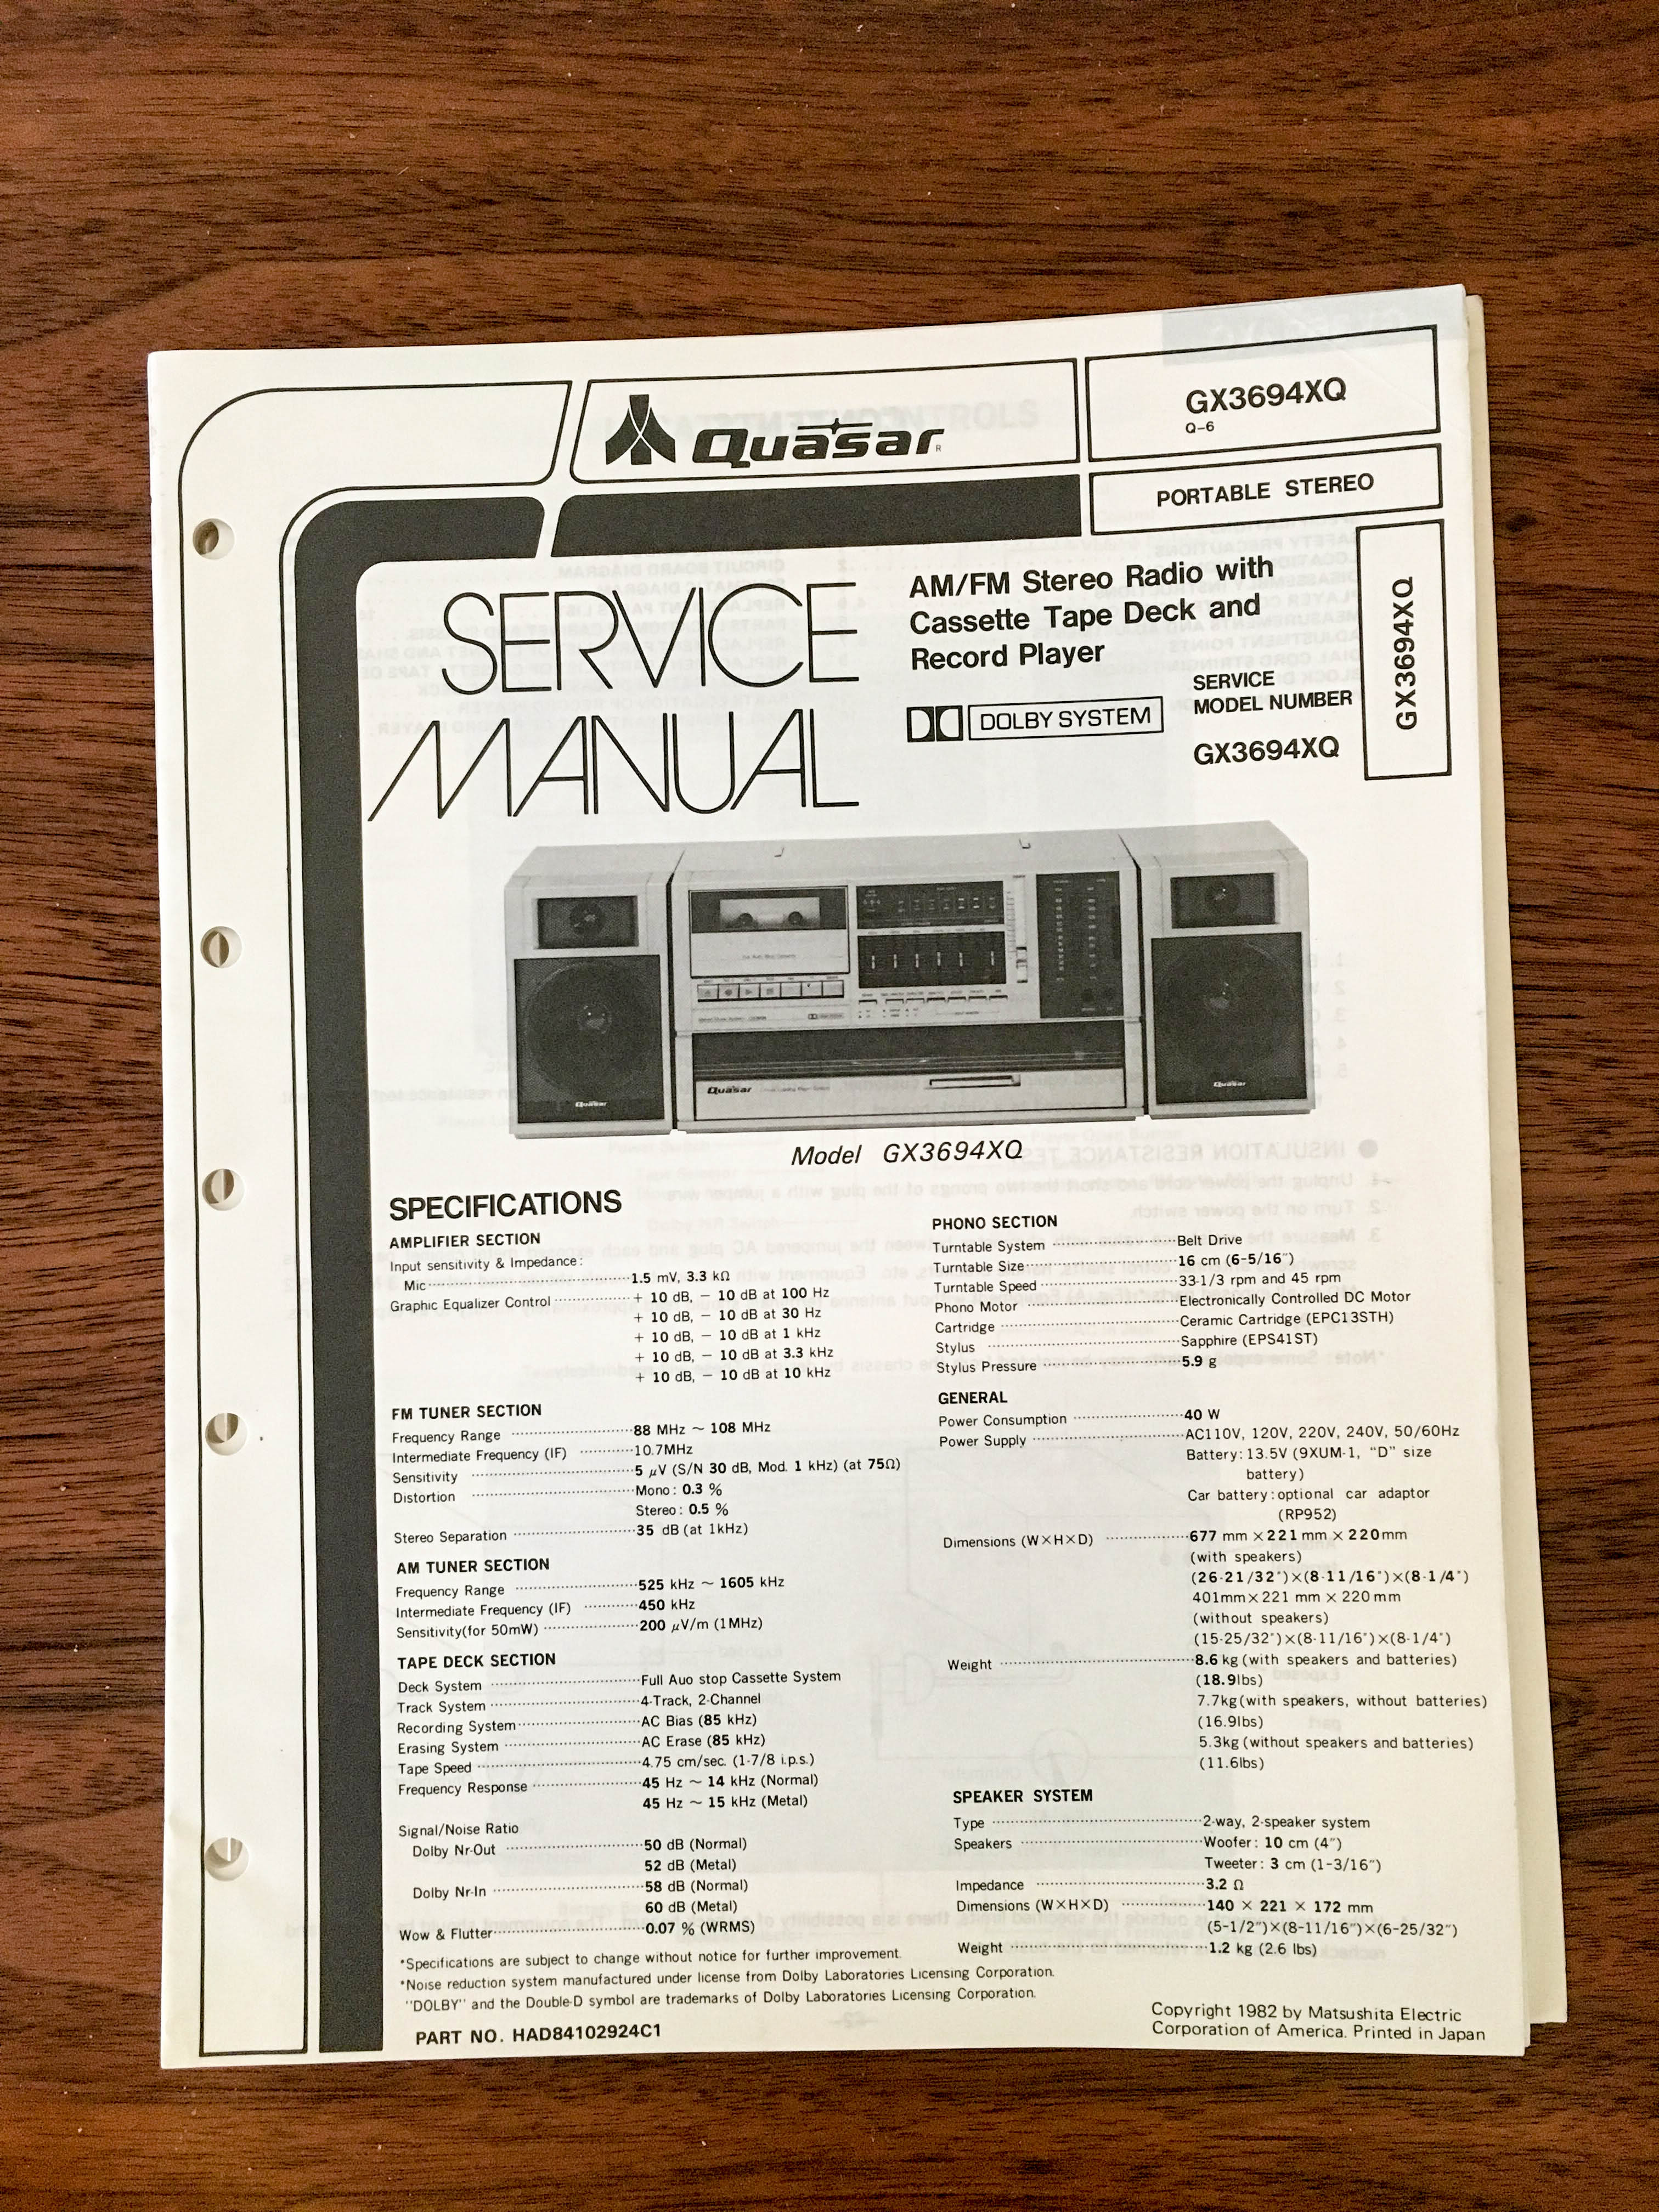 Quasar®
GX3694XQ
Q-6
PORTABLE STEREO
GX3694XQ
SERVICE
MANUAL
AM/FM Stereo Radio with
Cassette Tape Deck and
Record Player
DOLBY SYSTEM
SERVICE
MODEL NUMBER
GX3694XQ
Quasar
Quasar
Quasar
Model GX3694XQ
SPECIFICATIONS
AMPLIFIER SECTION
Input sensitivity & Impedance:
Mic 1.5 mV, 3.3 kΩ
Graphic Equalizer Control + 10 dB, − 10 dB at 100 Hz
+ 10 dB, − 10 dB at 30 Hz
+ 10 dB, − 10 dB at 1 kHz
+ 10 dB, − 10 dB at 3.3 kHz
+ 10 dB, − 10 dB at 10 kHz
FM TUNER SECTION
Frequency Range 88 MHz ~ 108 MHz
Intermediate Frequency (IF) 10.7MHz
Sensitivity 5 μV (S/N 30 dB, Mod. 1 kHz) (at 75Ω)
Distortion Mono: 0.3 %
Stereo: 0.5 %
Stereo Separation 35 dB (at 1kHz)
AM TUNER SECTION
Frequency Range 525 kHz ~ 1605 kHz
Intermediate Frequency (IF) 450 kHz
Sensitivity(for 50mW) 200 μV/m (1MHz)
TAPE DECK SECTION
Deck System Full Auo stop Cassette System
Track System 4-Track, 2-Channel
Recording System AC Bias (85 kHz)
Erasing System AC Erase (85 kHz)
Tape Speed 4.75 cm/sec. (1-7/8 i.p.s.)
Frequency Response 45 Hz ~ 14 kHz (Normal)
45 Hz ~ 15 kHz (Metal)
Signal/Noise Ratio
Dolby Nr-Out 50 dB (Normal)
52 dB (Metal)
Dolby Nr-In 58 dB (Normal)
60 dB (Metal)
Wow & Flutter 0.07 % (WRMS)
PHONO SECTION
Turntable System Belt Drive
Turntable Size 16 cm (6-5/16")
Turntable Speed 33-1/3 rpm and 45 rpm
Phono Motor Electronically Controlled DC Motor
Cartridge Ceramic Cartridge (EPC13STH)
Stylus Sapphire (EPS41ST)
Stylus Pressure 5.9 g
GENERAL
Power Consumption 40 W
Power Supply AC110V, 120V, 220V, 240V, 50/60Hz
Battery: 13.5V (9XUM-1, "D" size
battery)
Car battery: optional car adaptor
(RP952)
Dimensions (W×H×D) 677 mm × 221 mm × 220mm
(with speakers)
(26-21/32")×(8-11/16")×(8-1/4")
401mm × 221 mm × 220 mm
(without speakers)
(15-25/32")×(8-11/16")×(8-1/4")
Weight 8.6 kg (with speakers and batteries)
(18.9lbs)
7.7kg (with speakers, without batteries)
(16.9lbs)
5.3kg (without speakers and batteries)
(11.6lbs)
SPEAKER SYSTEM
Type 2-way, 2-speaker system
Speakers Woofer: 10 cm (4")
Tweeter: 3 cm (1-3/16")
Impedance 3.2 Ω
Dimensions (W×H×D) 140 × 221 × 172 mm
(5-1/2")×(8-11/16")×(6-25/32")
Weight 1.2 kg (2.6 lbs)
*Specifications are subject to change without notice for further improvement.
*Noise reduction system manufactured under license from Dolby Laboratories Licensing Corporation.
"DOLBY" and the Double-D symbol are trademarks of Dolby Laboratories Licensing Corporation.
PART NO. HAD84102924C1
Copyright 1982 by Matsushita Electric
Corporation of America. Printed in Japan